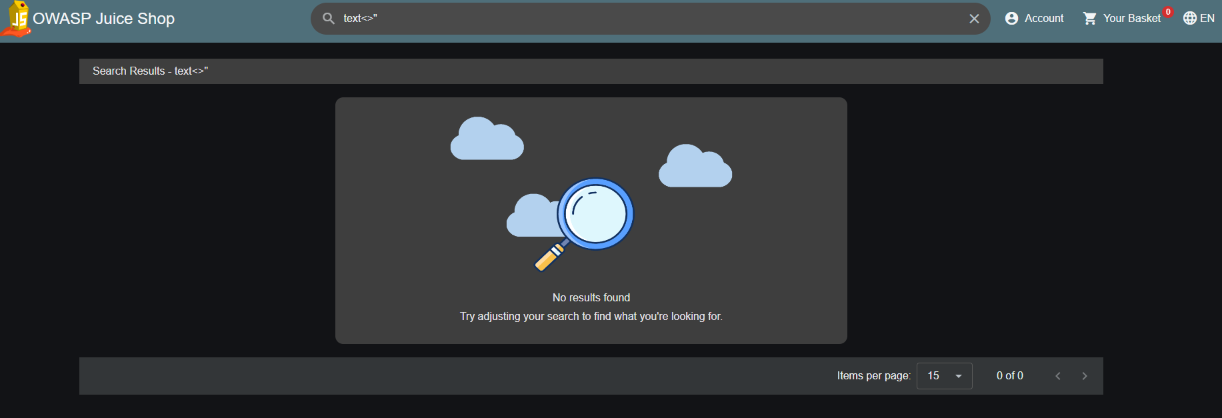 OWASP Juice Shop
text<>"
Account
Your Basket
0
EN
Search Results - text<>"
No results found
Try adjusting your search to find what you're looking for.
Items per page:
15
0 of 0